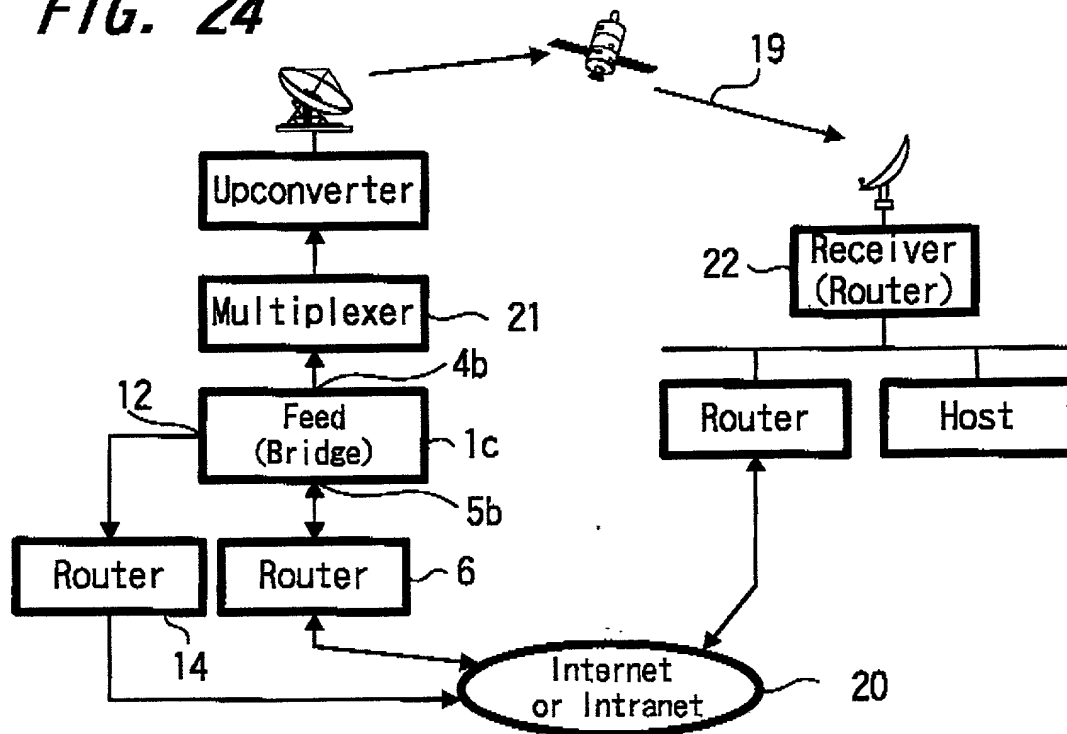 FIG. 24
19
Upconverter
22
Receiver
(Router)
Multiplexer
21
4b
12
Feed
(Bridge)
1c
Router
Host
5b
Router
Router
6
14
Internet
or Intranet
20